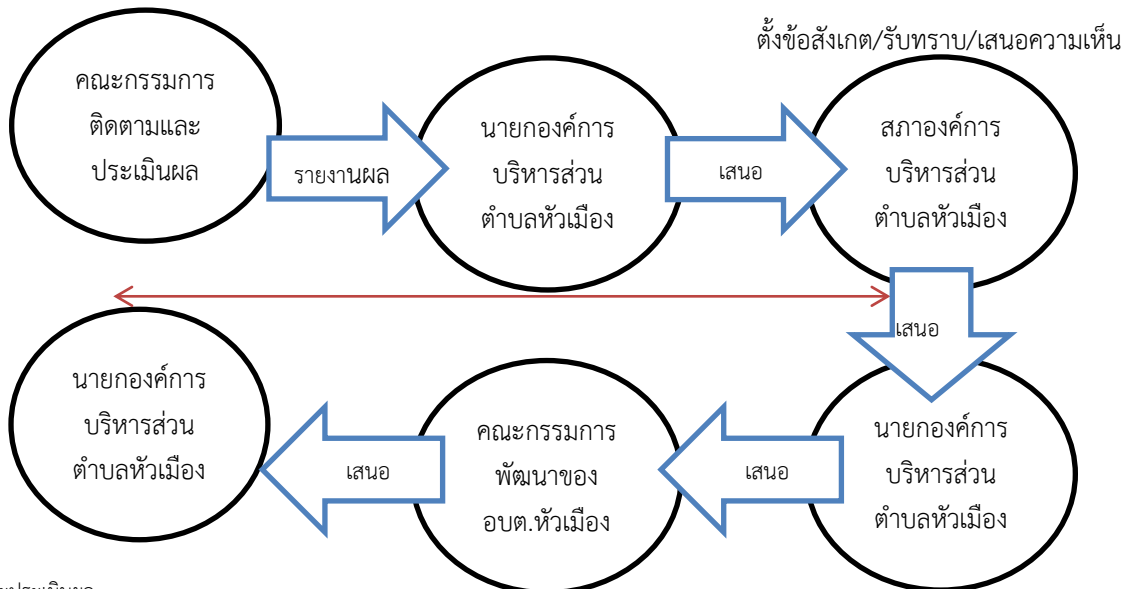 ตั้งข้อสังเกต/รับทราบ/เสนอความเห็น
คณะกรรมการ
ติดตามและ
ประเมินผล
รายงานผล
นายกองค์การ
บริหารส่วน
ตำบลหัวเมือง
เสนอ
สภาองค์การ
บริหารส่วน
ตำบลหัวเมือง
เสนอ
นายกองค์การ
บริหารส่วน
ตำบลหัวเมือง
เสนอ
คณะกรรมการ
พัฒนาของ
อบต.หัวเมือง
เสนอ
นายกองค์การ
บริหารส่วน
ตำบลหัวเมือง